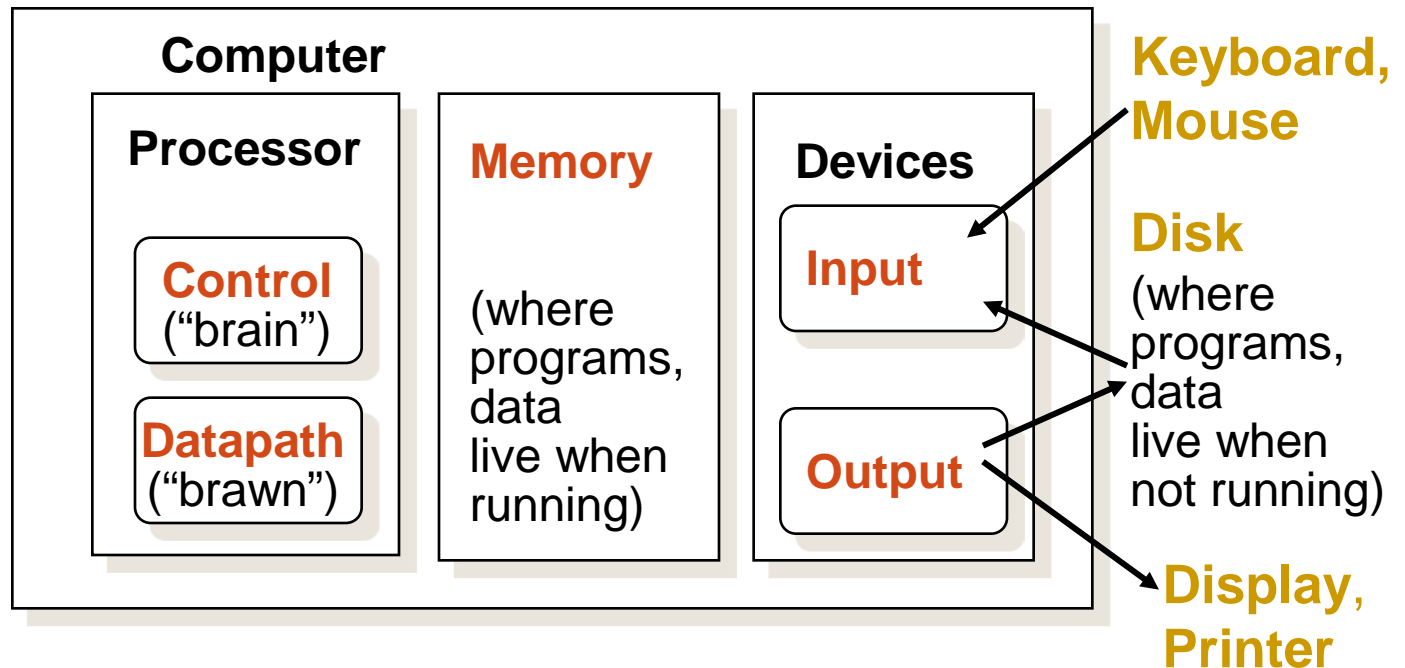 Computer
Processor
Control
(“brain”)
Datapath
(“brawn”)
Memory
(where
programs,
data
live when
running)
Devices
Input
Output
Keyboard,
Mouse
Disk
(where
programs,
data
live when
not running)
Display,
Printer